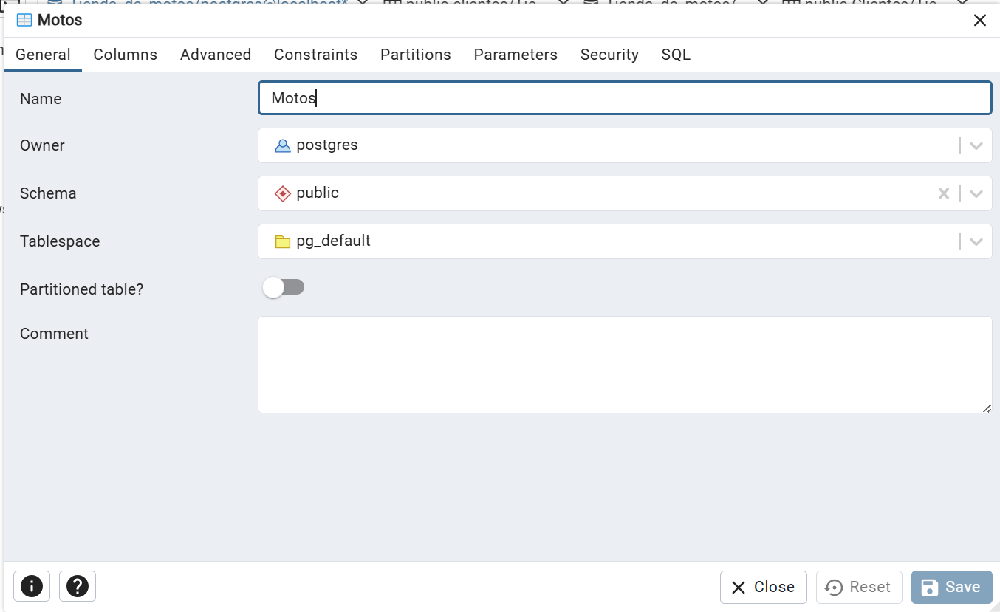 Motos
General Columns Advanced Constraints Partitions Parameters Security SQL
Name Motos
Owner postgres
Schema public
Tablespace pg_default
Partitioned table?
Comment
Close Reset Save